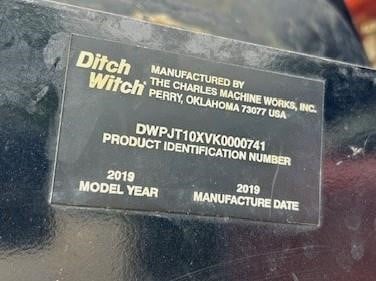 Ditch Witch
MANUFACTURED BY
THE CHARLES MACHINE WORKS, INC.
PERRY, OKLAHOMA 73077 USA
DWPJT10XVK0000741
PRODUCT IDENTIFICATION NUMBER
2019
MODEL YEAR
2019
MANUFACTURE DATE